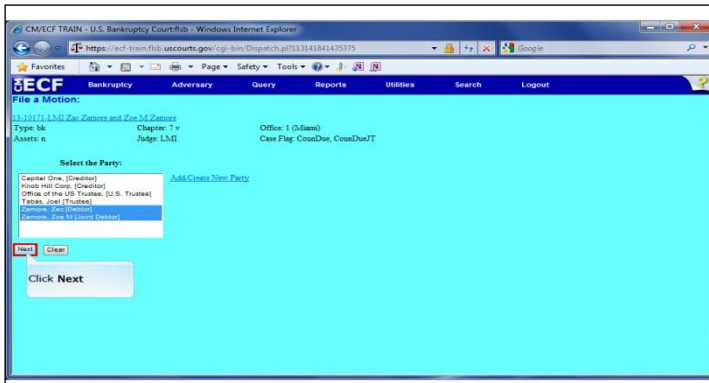 CM/ECF TRAIN - U.S. Bankruptcy Court:flsb - Windows Internet Explorer
https://ecf-train.flsb.uscourts.gov/cgi-bin/Dispatch.pl?113141841435375
Google
Favorites Page Safety Tools
ECF Bankruptcy Adversary Query Reports Utilities Search Logout ?
File a Motion:
13-10171-LMI Zac Zamore and Zoe M Zamore
Type: bk Chapter: 7 v Office: 1 (Miami)
Assets: n Judge: LMI Case Flag: CounDue, CounDueJT
Select the Party:
Capital One, [Creditor] Add/Create New Party
Knob Hill Corp, [Creditor]
Office of the US Trustee, [U.S. Trustee]
Tabas, Joel [Trustee]
Zamore, Zac [Debtor]
Zamore, Zoe M [Joint Debtor]
Next Clear
Click Next